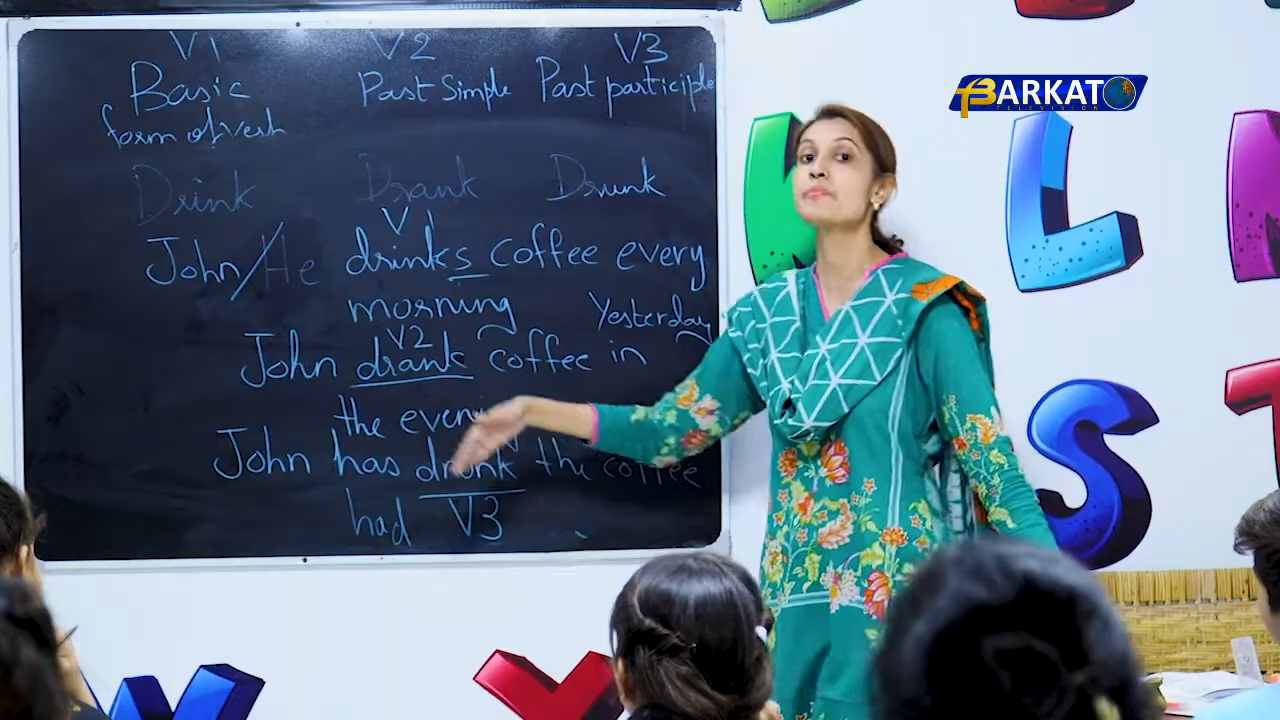 V1 V2 V3
Basic Past Simple Past participle
form of verb
Drink Drank Drunk
V1
John/He drinks coffee every
morning Yesterday
V2
John drank coffee in
the
John has drunk the coffee
had V3
BARKAT
TELEVISION
L
S